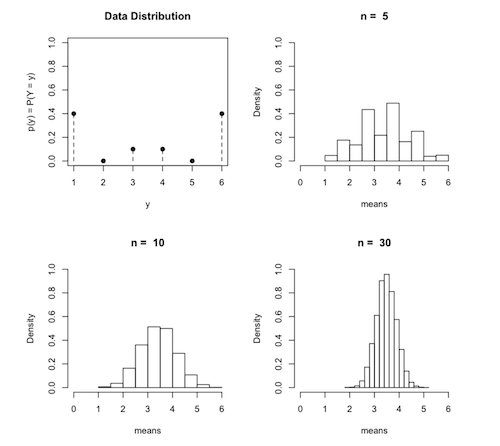 Data Distribution
p(y) = P(Y = y)
0.0 0.2 0.4 0.6 0.8 1.0
1 2 3 4 5 6
y
n = 5
Density
0.0 0.2 0.4 0.6 0.8 1.0
0 1 2 3 4 5 6
means
n = 10
Density
0.0 0.2 0.4 0.6 0.8 1.0
0 1 2 3 4 5 6
means
n = 30
Density
0.0 0.2 0.4 0.6 0.8 1.0
0 1 2 3 4 5 6
means